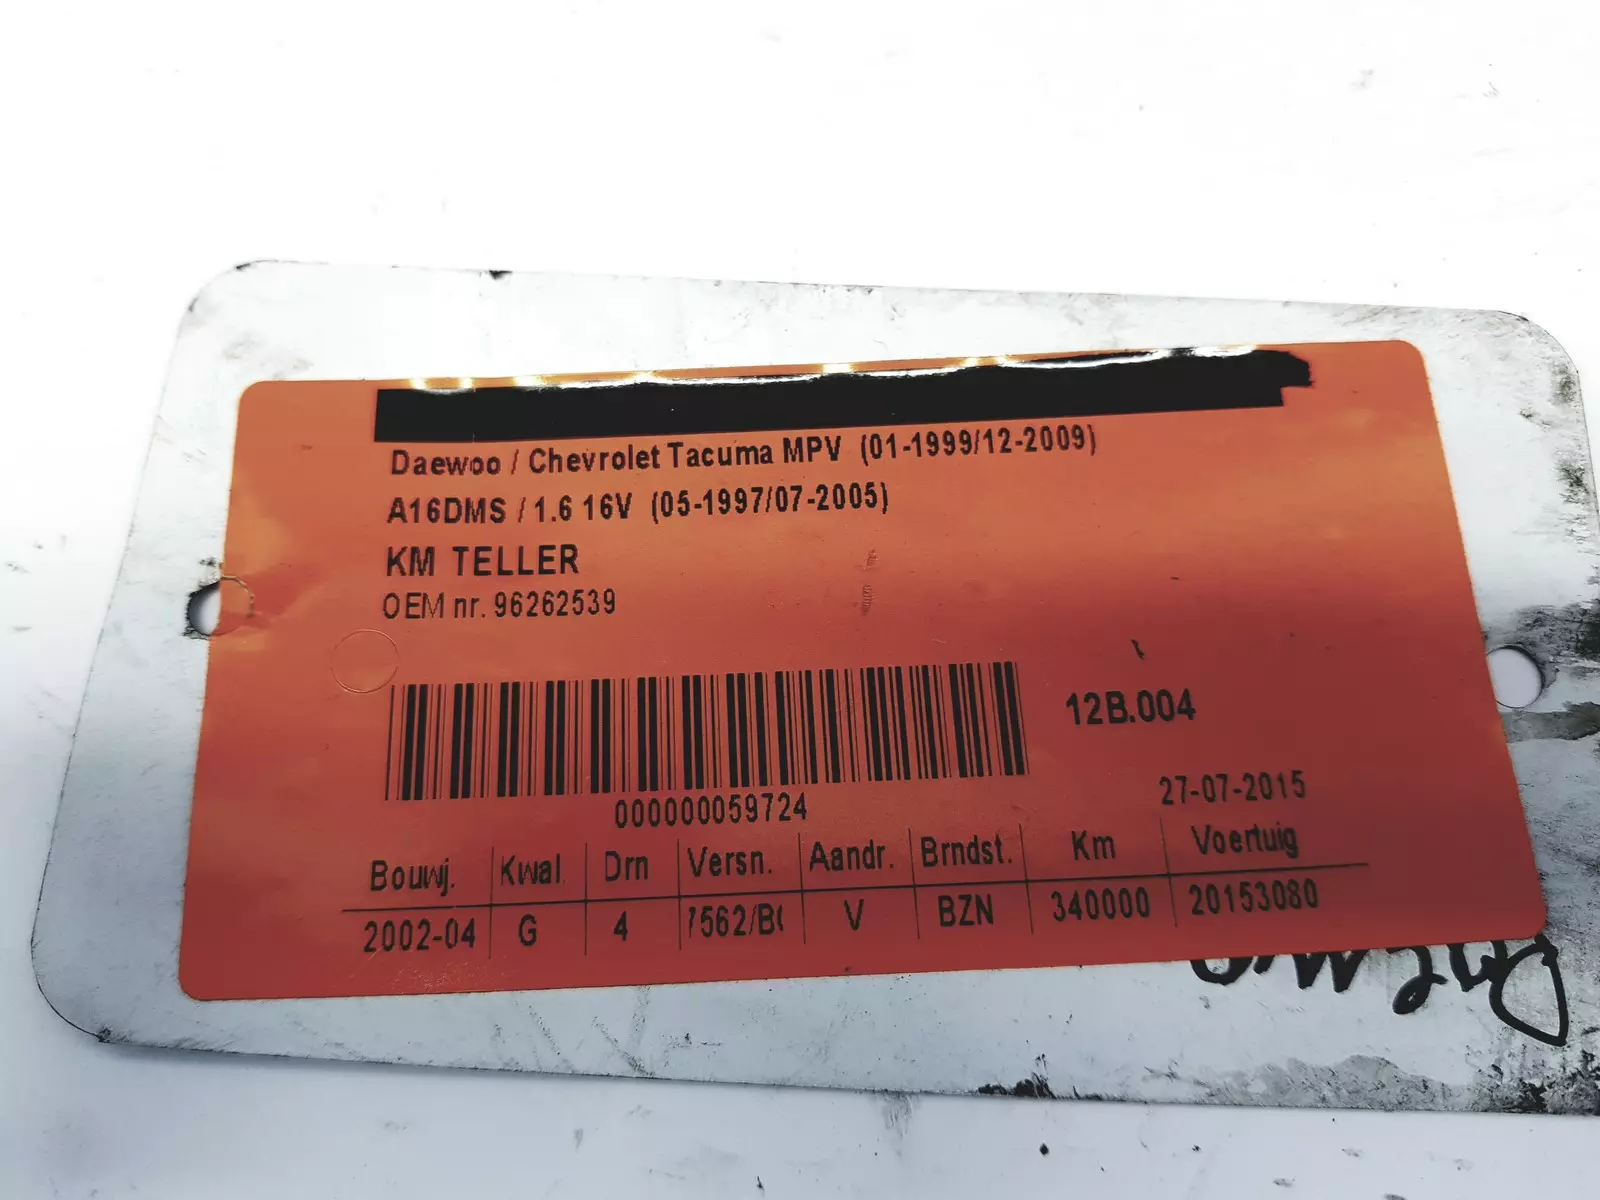 Daewoo / Chevrolet Tacuma MPV (01-1999/12-2009)
A16DMS / 1.6 16V (05-1997/07-2005)
KM TELLER
OEM nr. 96262539
12B.004
000000059724
27-07-2015
Bouwj. Kwal. Drn Versn. Aandr. Brndst. Km Voertuig
2002-04 G 4 7562/B V BZN 340000 20153080